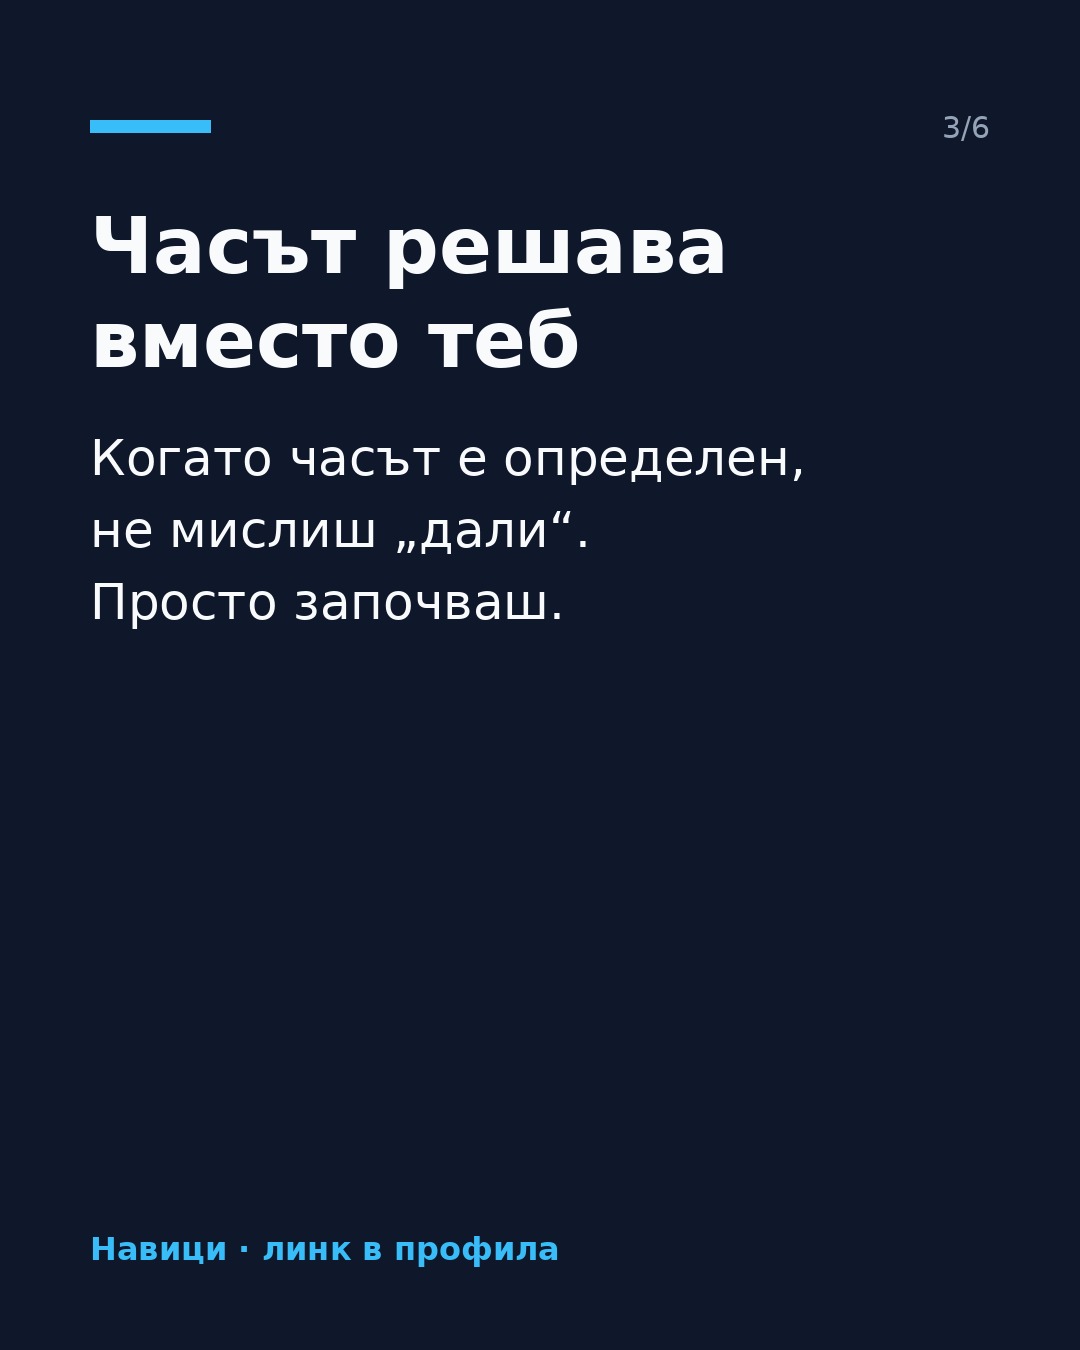 3/6
Часът решава
вместо теб
Когато часът е определен,
не мислиш „дали“.
Просто започваш.
Навици · линк в профила